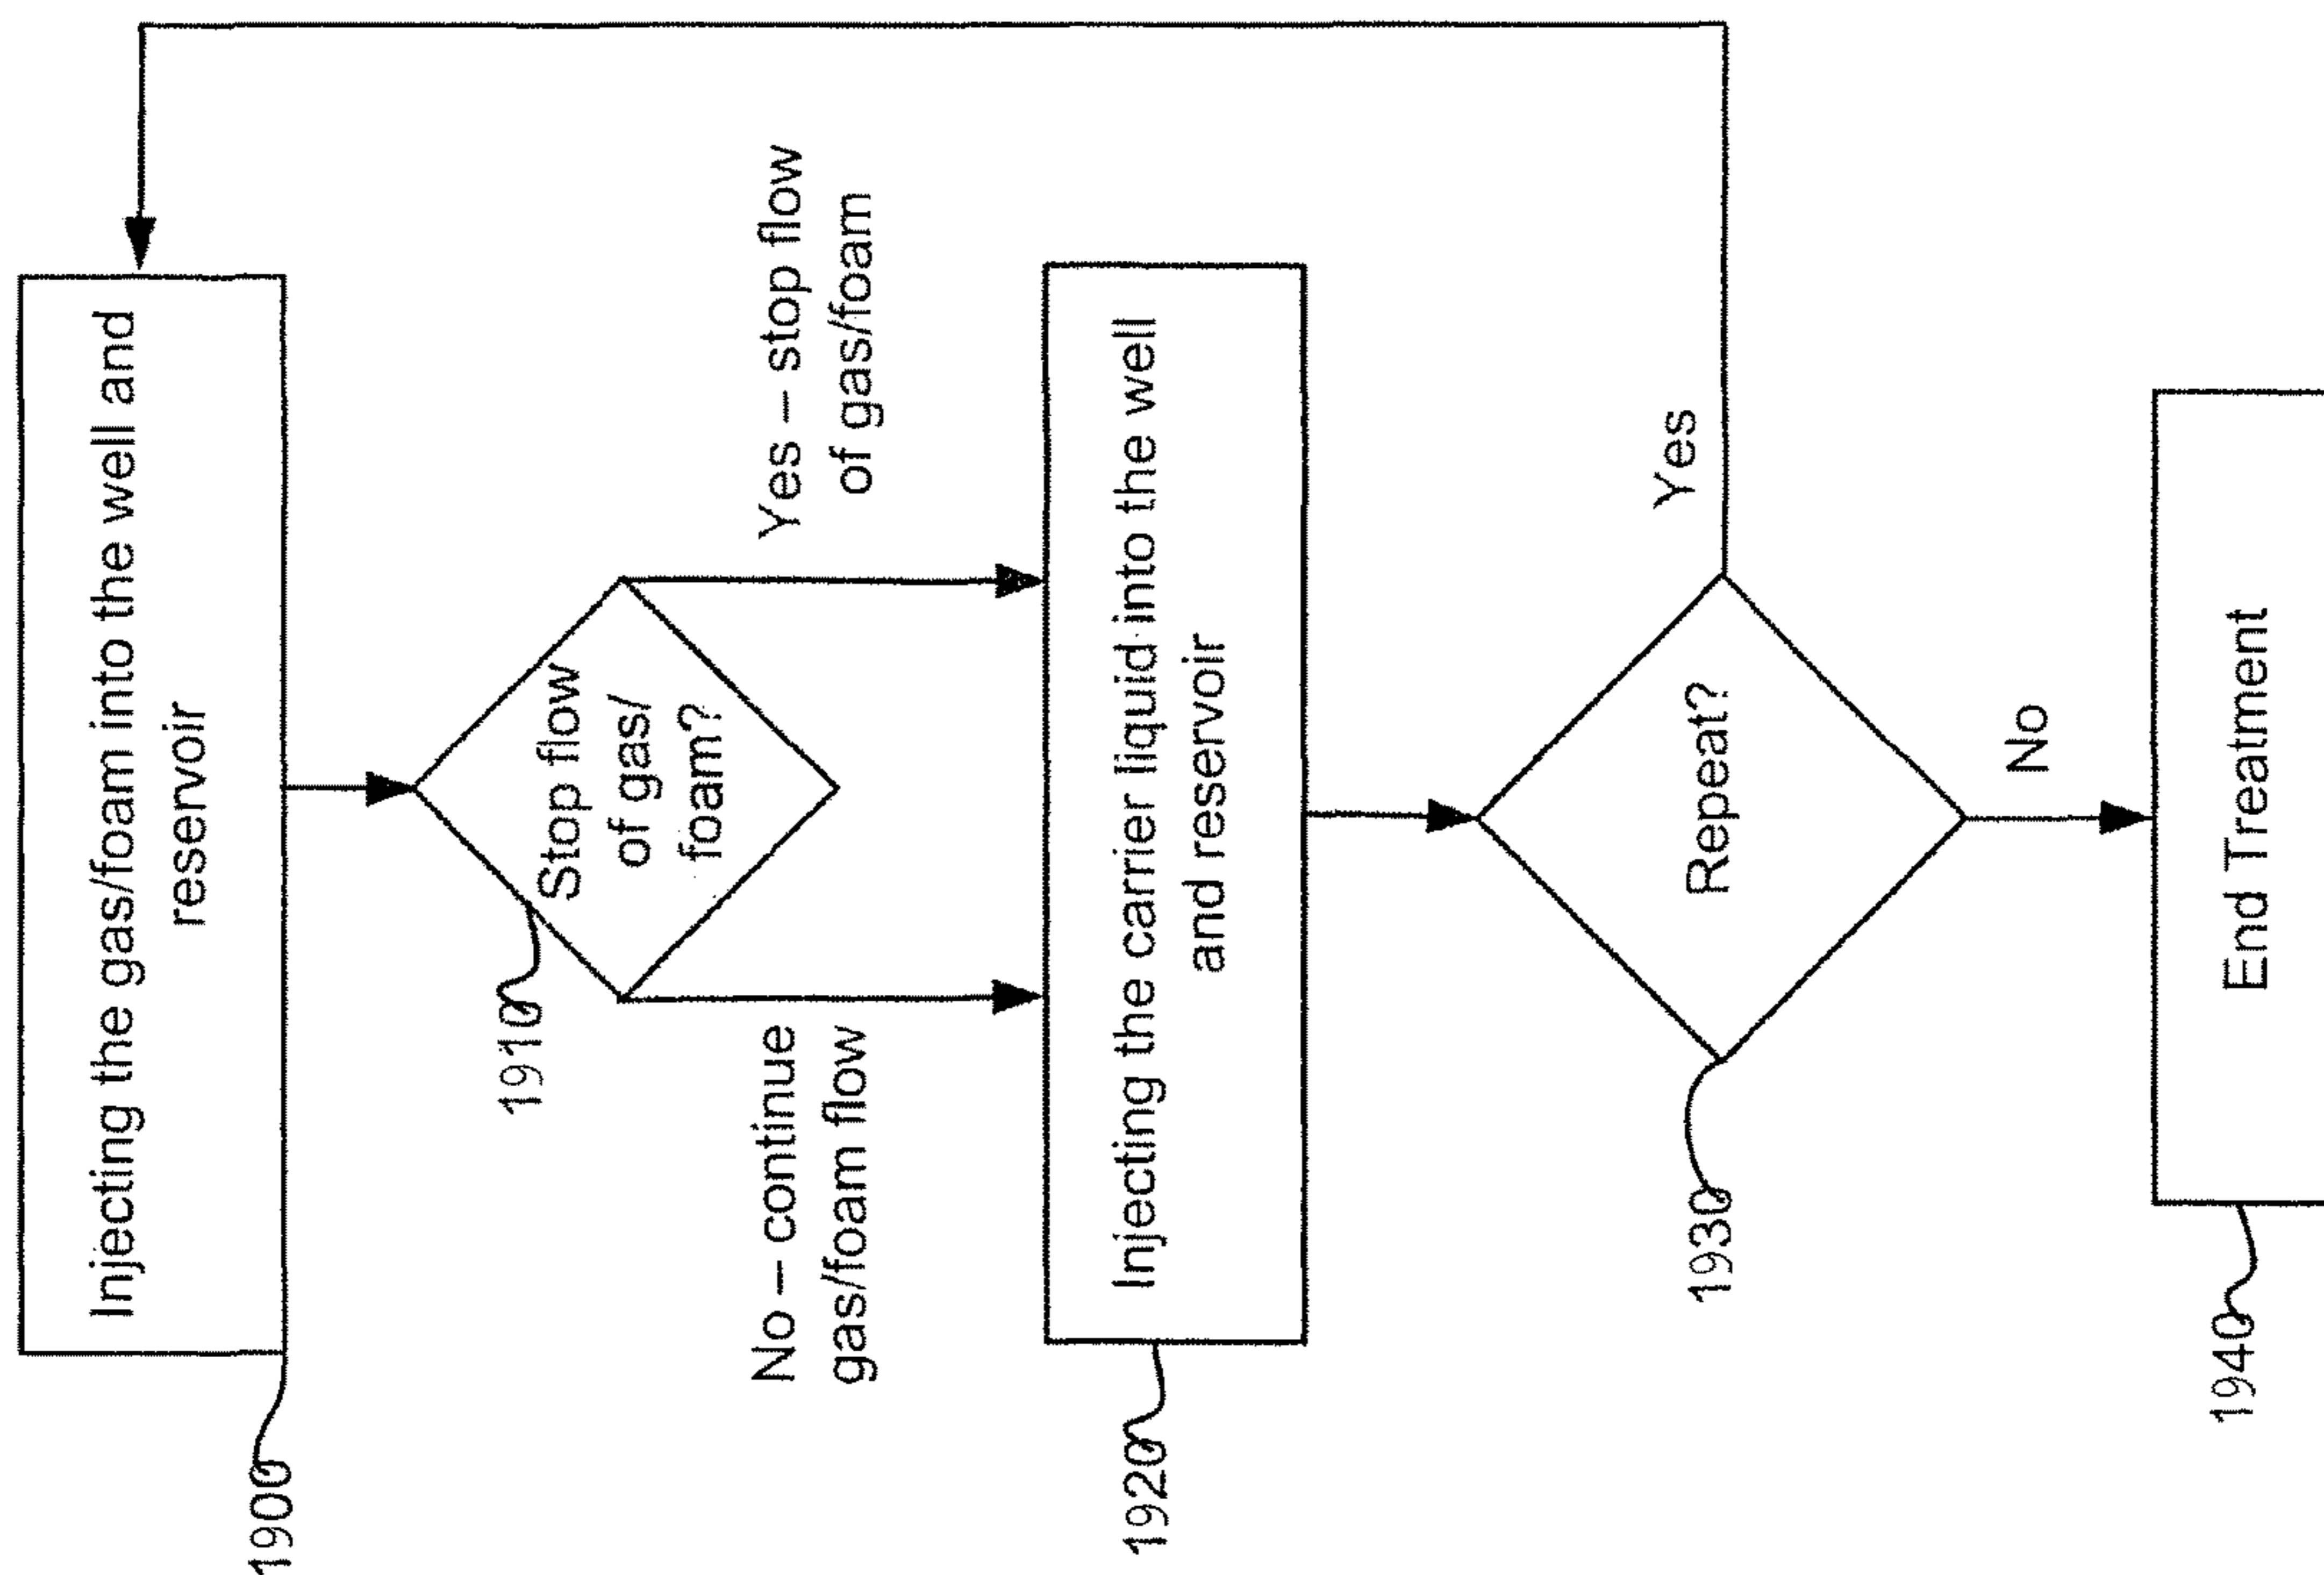 Injecting the gas/foam into the well and
reservoir
1900
Stop flow
of gas/
foam?
1910
No – continue
gas/foam flow
Yes – stop flow
of gas/foam
Injecting the carrier liquid into the well
and reservoir
1920
Repeat?
1930
Yes
No
End Treatment
1940